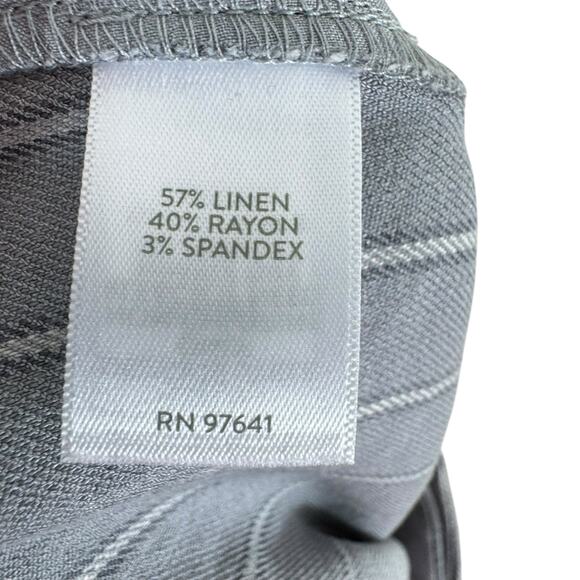 57% LINEN
40% RAYON
3% SPANDEX
RN 97641